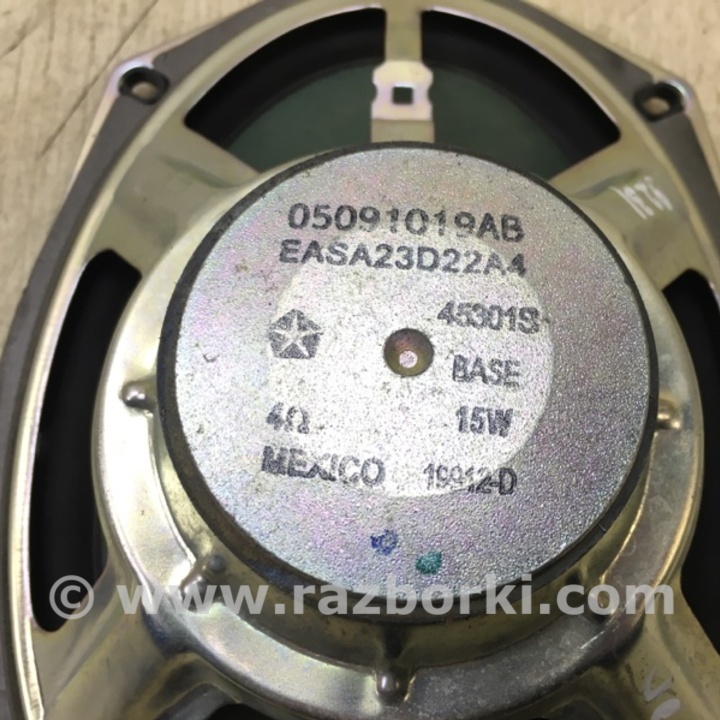 05091019AB
EASA23D22A4
45301S
BASE
4Ω 15W
MEXICO 19912-D
© www.razborki.com